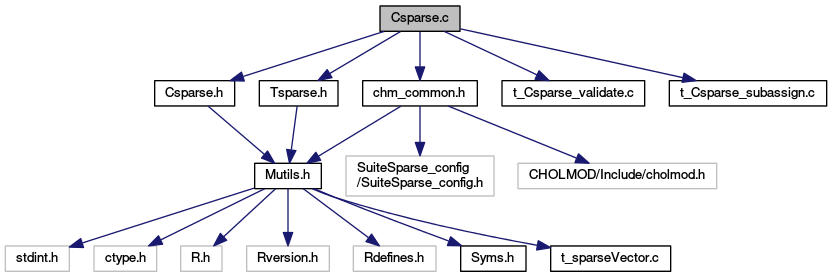 Csparse.c
Csparse.h
Tsparse.h
chm_common.h
t_Csparse_validate.c
t_Csparse_subassign.c
Mutils.h
SuiteSparse_config
/SuiteSparse_config.h
CHOLMOD/Include/cholmod.h
stdint.h
ctype.h
R.h
Rversion.h
Rdefines.h
Syms.h
t_sparseVector.c